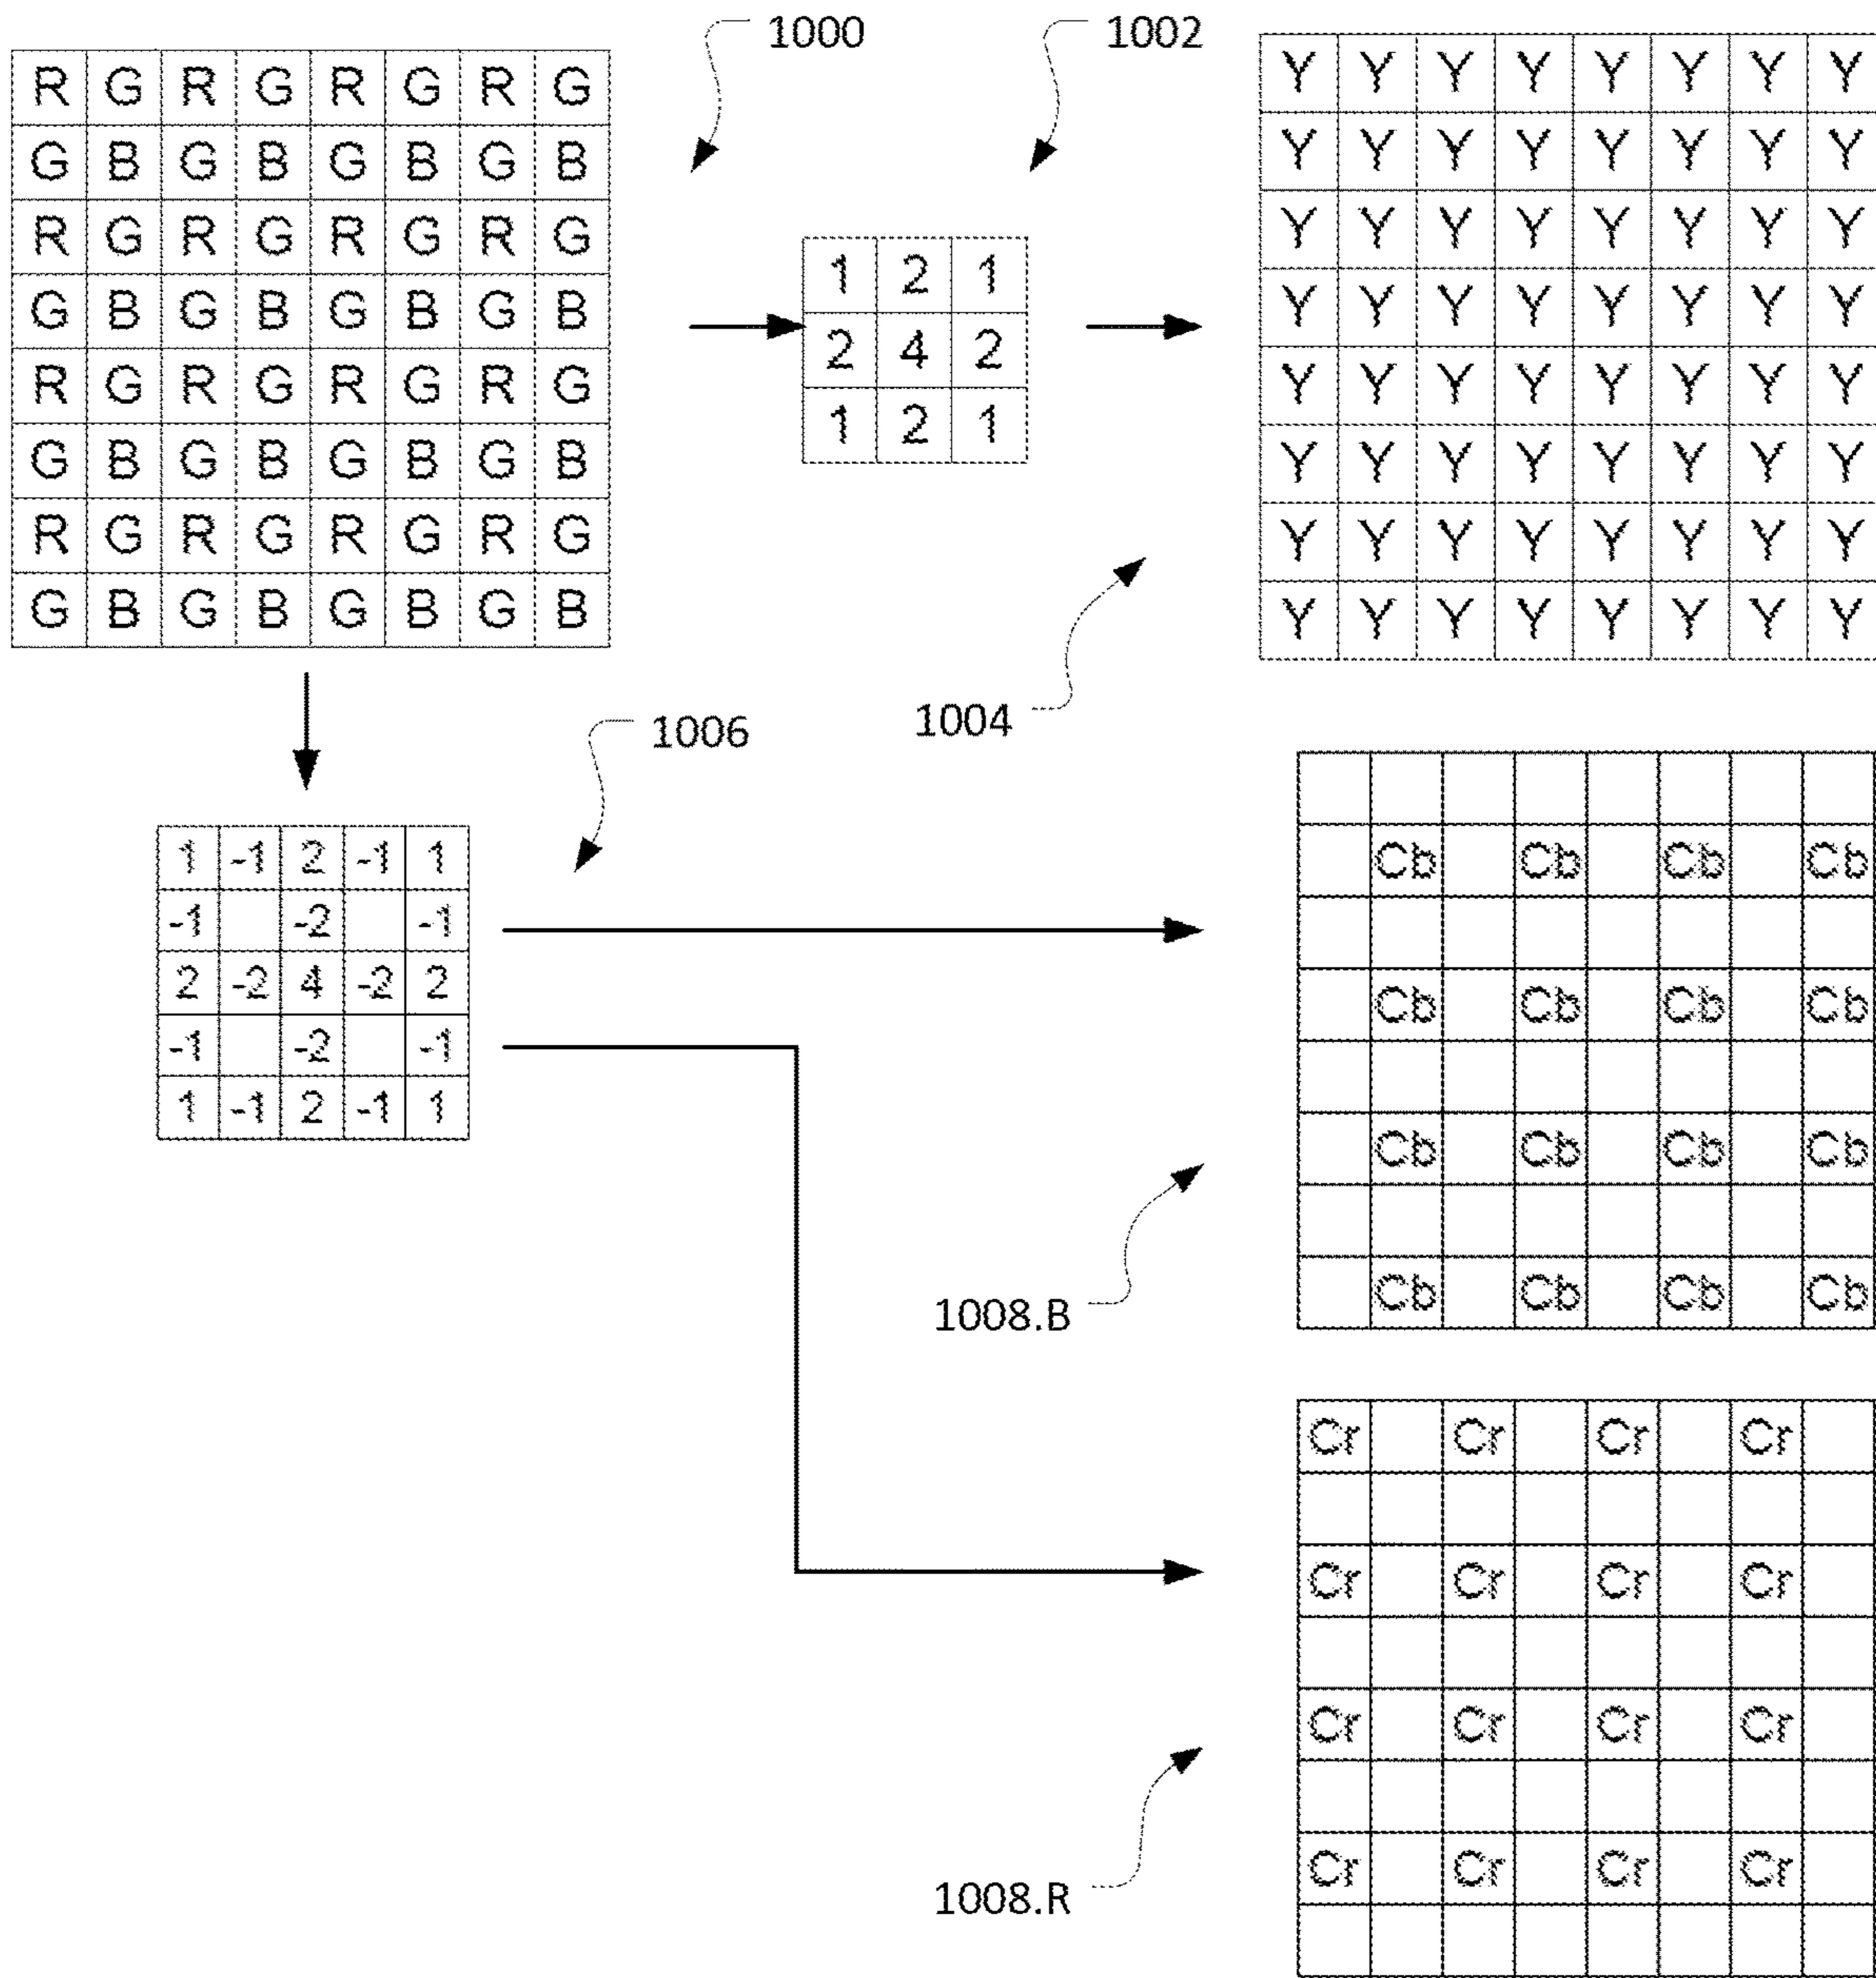 1000
1002
R G R G R G R G
G B G B G B G B
R G R G R G R G
G B G B G B G B
R G R G R G R G
G B G B G B G B
R G R G R G R G
G B G B G B G B
1 2 1
2 4 2
1 2 1
Y Y Y Y Y Y Y Y
Y Y Y Y Y Y Y Y
Y Y Y Y Y Y Y Y
Y Y Y Y Y Y Y Y
Y Y Y Y Y Y Y Y
Y Y Y Y Y Y Y Y
Y Y Y Y Y Y Y Y
Y Y Y Y Y Y Y Y
1004
1006
1 -1 2 -1 1
-1 -2 -1
2 -2 4 -2 2
-1 -2 -1
1 -1 2 -1 1
Cb Cb Cb Cb
Cb Cb Cb Cb
Cb Cb Cb Cb
Cb Cb Cb Cb
1008.B
Cr Cr Cr Cr
Cr Cr Cr Cr
Cr Cr Cr Cr
Cr Cr Cr Cr
1008.R